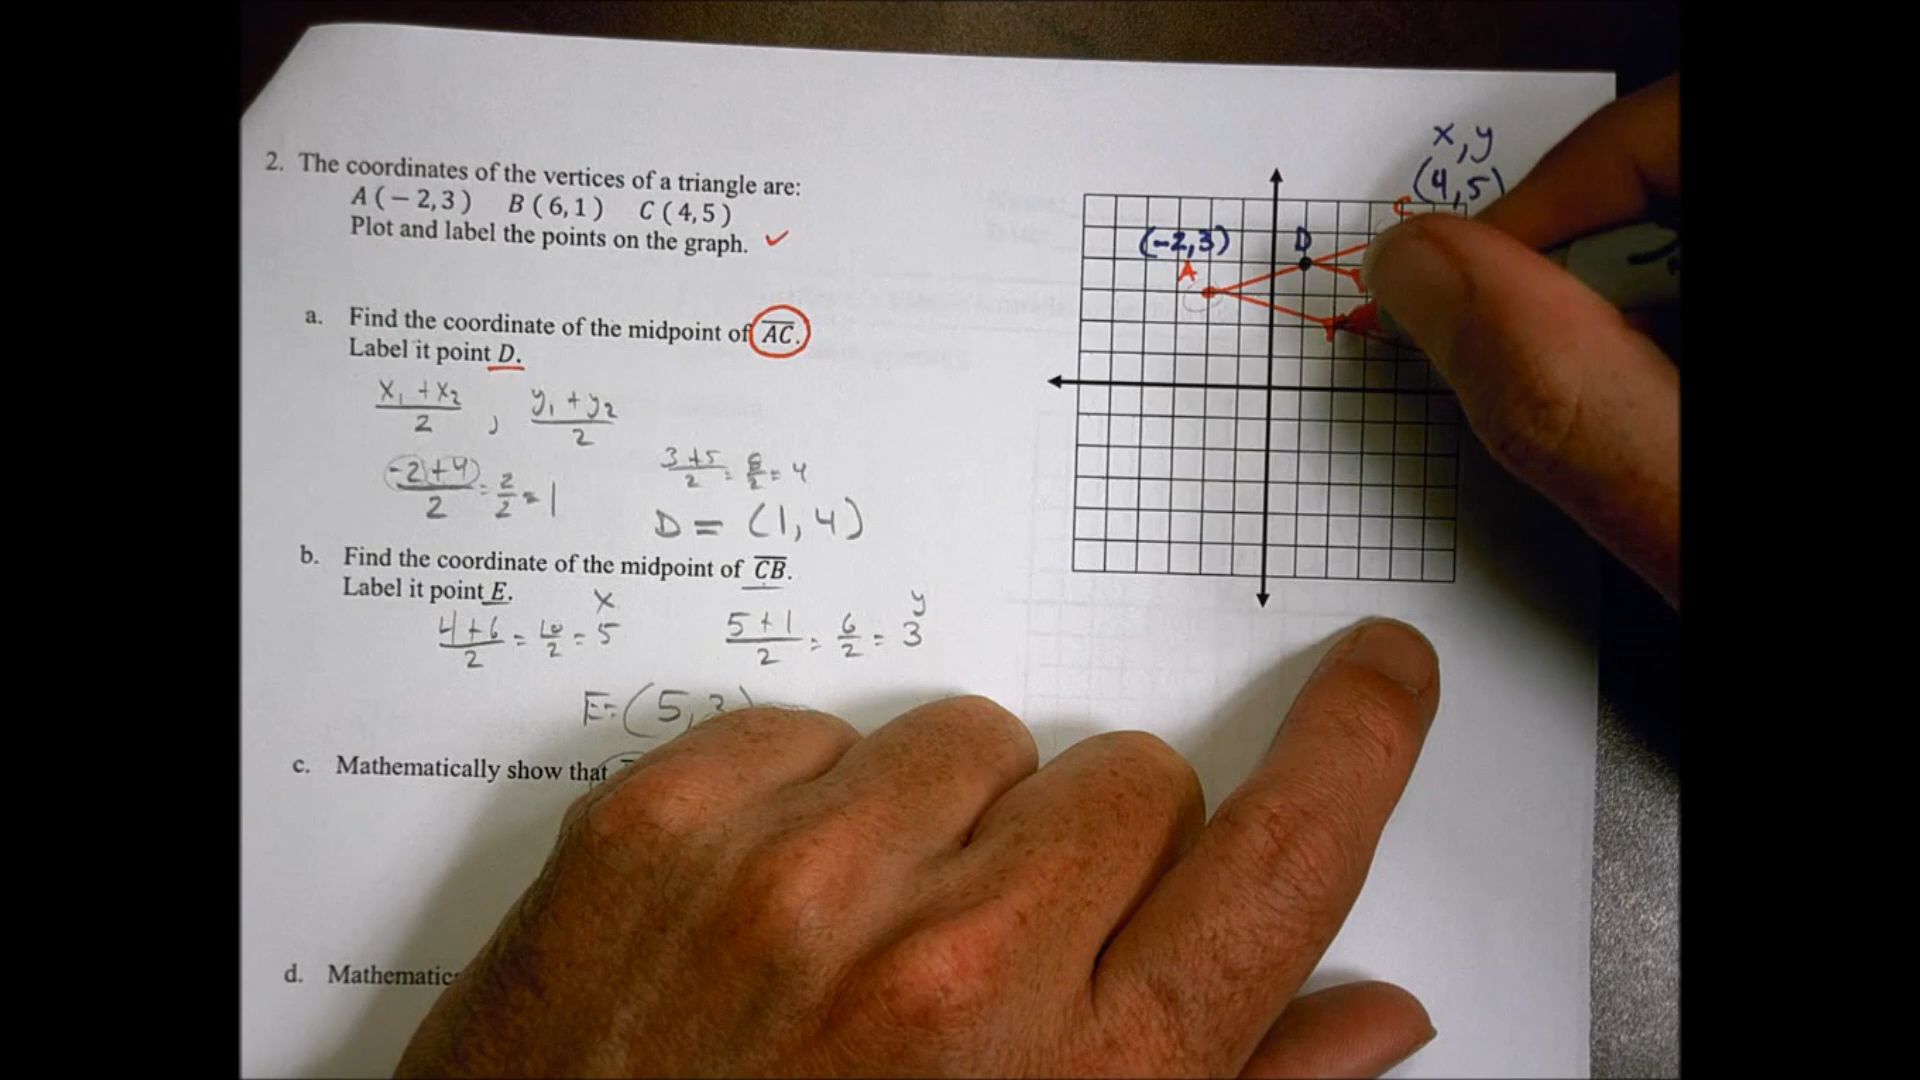 2. The coordinates of the vertices of a triangle are:
A(−2,3) B(6,1) C(4,5)
Plot and label the points on the graph. ✓
a. Find the coordinate of the midpoint of AC.
Label it point D.
x₁ + x₂ / 2 , y₁ + y₂ / 2
-2+4 / 2 = 2/2 = 1
3+5 / 2 = 8/2 = 4
D = (1,4)
b. Find the coordinate of the midpoint of CB.
Label it point E.
x
4+6 / 2 = 10/2 = 5
y
5+1 / 2 = 6/2 = 3
E=(5,3)
c. Mathematically show that
d.
x,y
(4,5)
C
(-2,3)
D
A